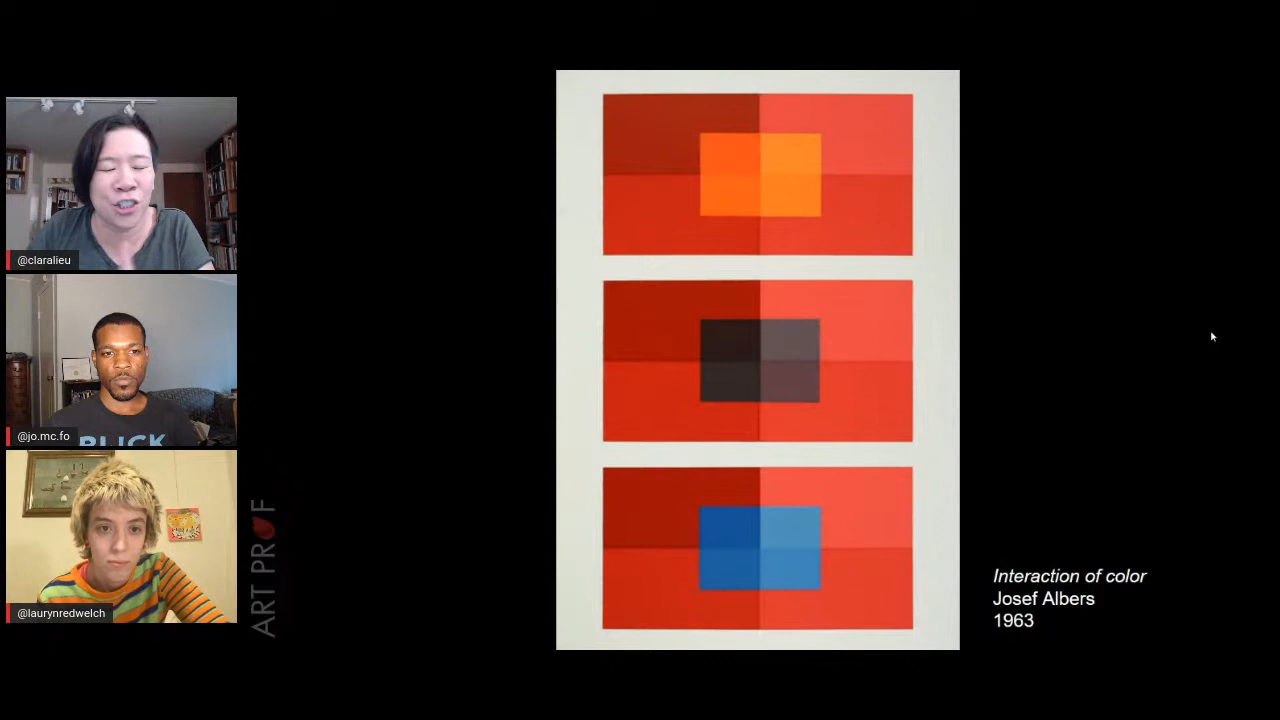 @claralieu
BLICK
@jo.mc.fo
@laurynredwelch
ART PROF
Interaction of color
Josef Albers
1963